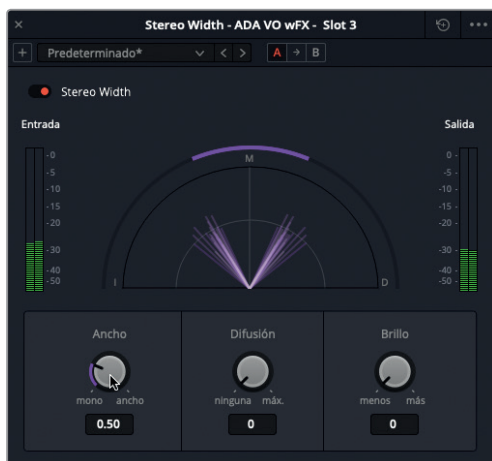 Stereo Width - ADA VO wFX - Slot 3
Predeterminado*
A B
Stereo Width
Entrada
Salida
-0
-5
-10
-15
-20
-30
-40
-50
M
I
D
0 -
-5 -
-10 -
-15 -
-20 -
-30 -
-40 -
-50 -
Ancho
Difusión
Brillo
mono ancho
ninguna máx.
menos más
0.50
0
0